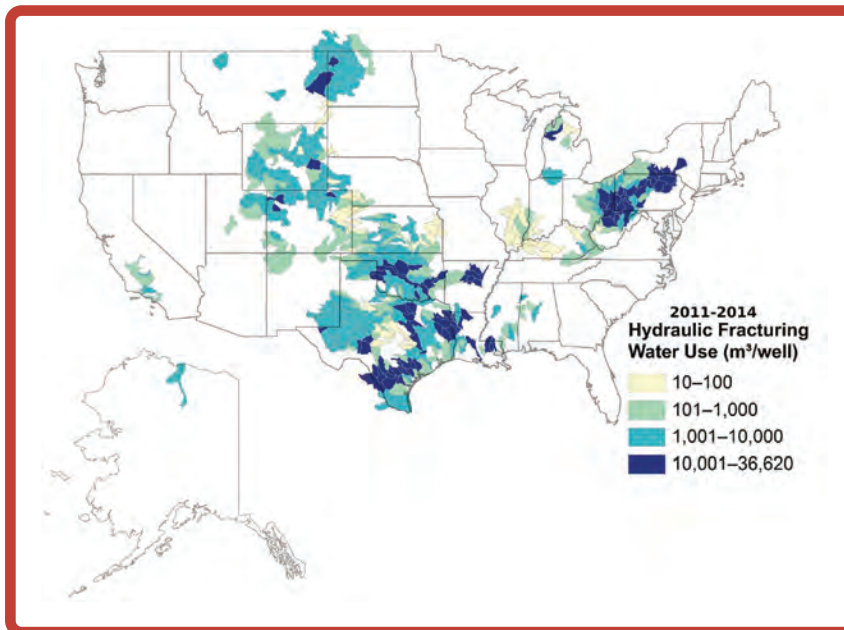 2011-2014
Hydraulic Fracturing
Water Use (m³/well)
10–100
101–1,000
1,001–10,000
10,001–36,620